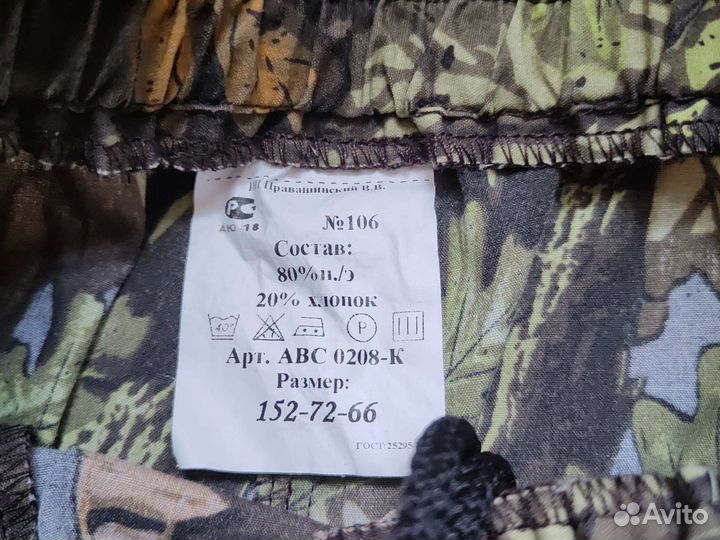 Правашинский В.В.
РС
АЮ 18
№106
Состав:
80%п./э
20% хлопок
40°
P
Арт. АВС 0208-К
Размер:
152-72-66
ГОСТ:25295
Avito